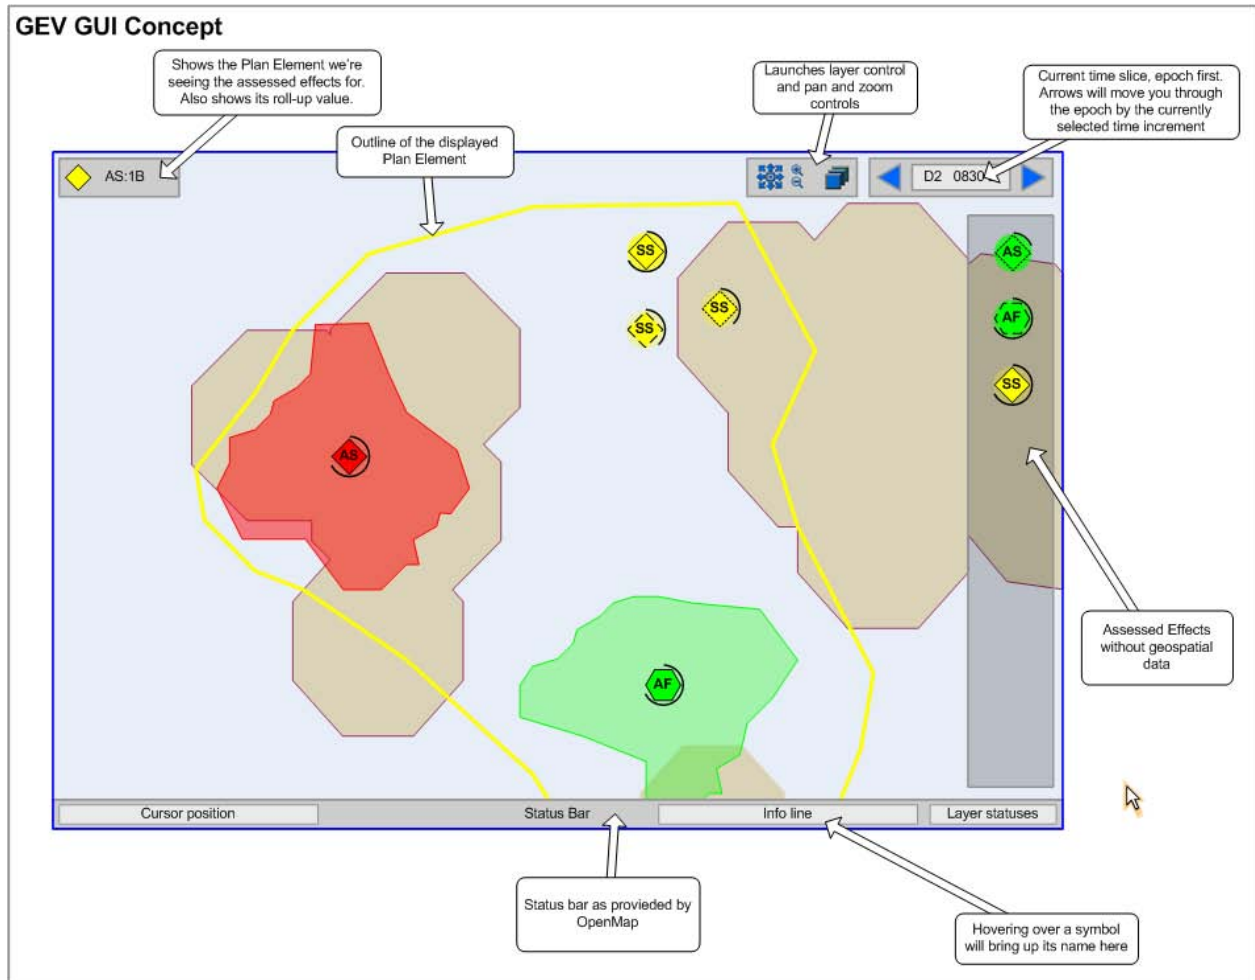 GEV GUI Concept
Shows the Plan Element we're
seeing the assessed effects for.
Also shows its roll-up value.
Launches layer control
and pan and zoom
controls
Current time slice, epoch first.
Arrows will move you through
the epoch by the currently
selected time increment
Outline of the displayed
Plan Element
AS:1B
D2 0830
SS
AS
SS
SS
AF
SS
AS
Assessed Effects
without geospatial
data
AF
Cursor position
Status Bar
Info line
Layer statuses
Status bar as provieded by
OpenMap
Hovering over a symbol
will bring up its name here